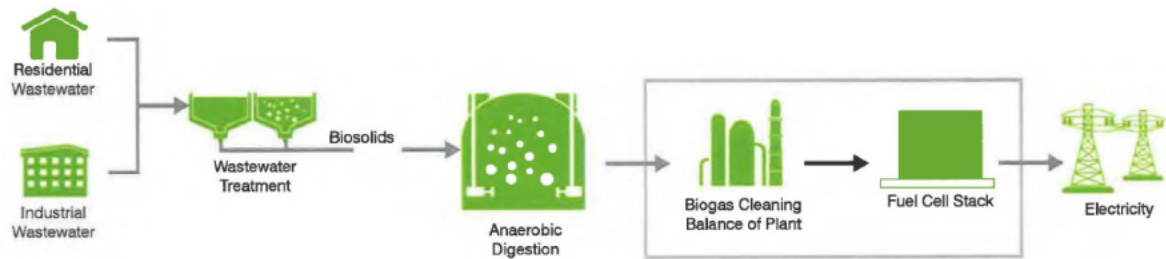 Residential
Wastewater
Industrial
Wastewater
Wastewater
Treatment
Biosolids
Anaerobic
Digestion
Biogas Cleaning
Balance of Plant
Fuel Cell Stack
Electricity